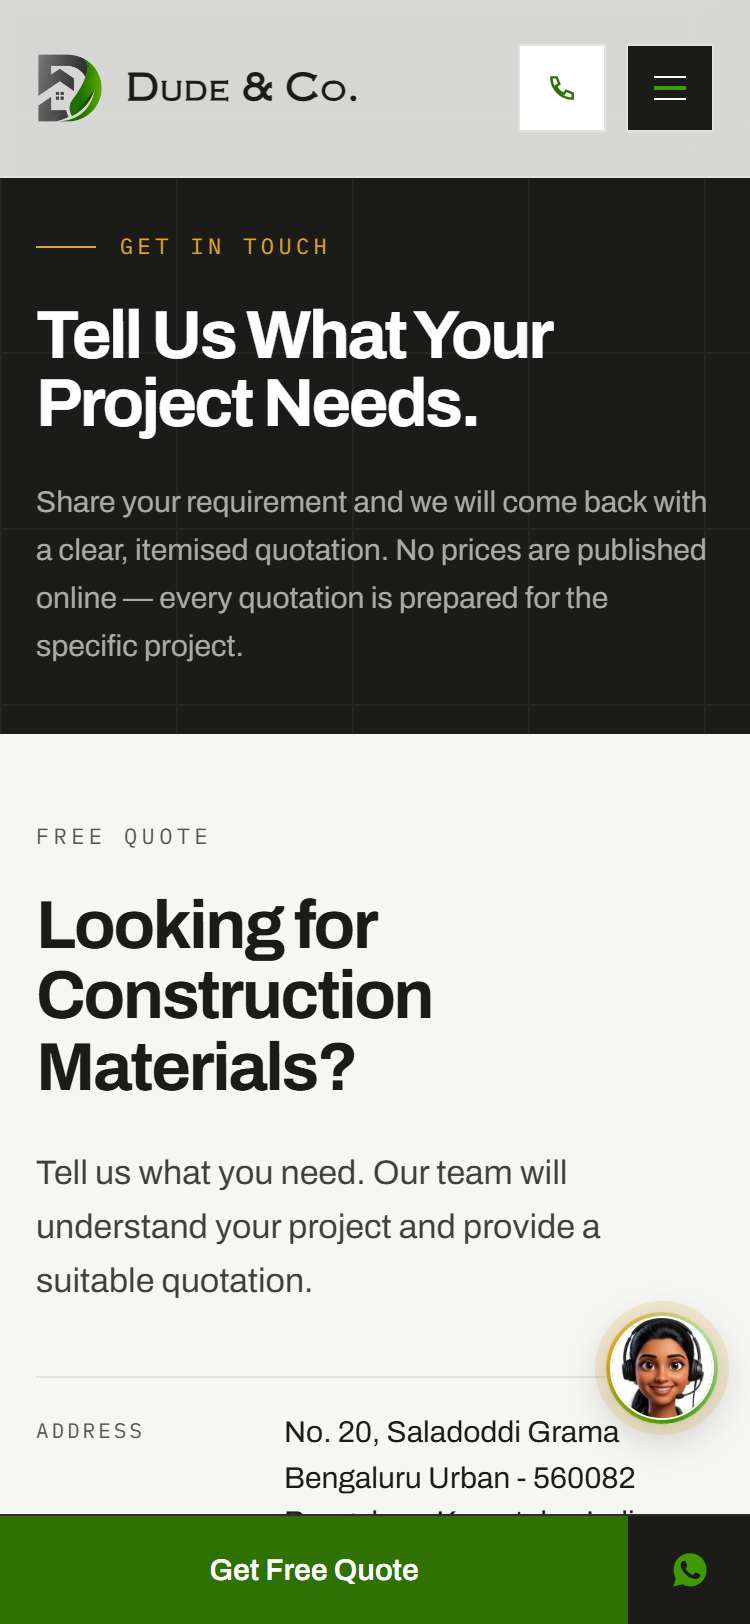 Dude & Co.
GET IN TOUCH
Tell Us What Your
Project Needs.
Share your requirement and we will come back with
a clear, itemised quotation. No prices are published
online — every quotation is prepared for the
specific project.
FREE QUOTE
Looking for
Construction
Materials?
Tell us what you need. Our team will
understand your project and provide a
suitable quotation.
ADDRESS
No. 20, Saladoddi Grama
Bengaluru Urban - 560082
Get Free Quote